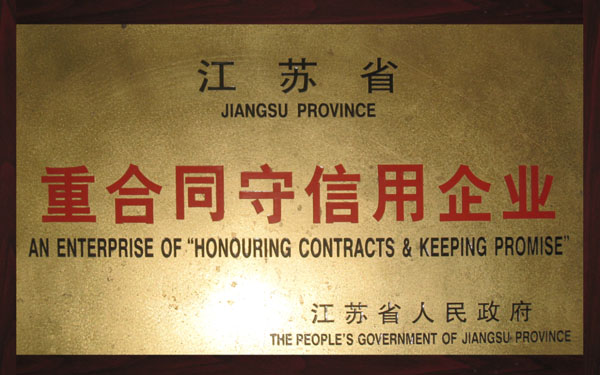 江苏省
JIANGSU PROVINCE
重合同守信用企业
AN ENTERPRISE OF "HONOURING CONTRACTS & KEEPING PROMISE"
江苏省人民政府
THE PEOPLE'S GOVERNMENT OF JIANGSU PROVINCE